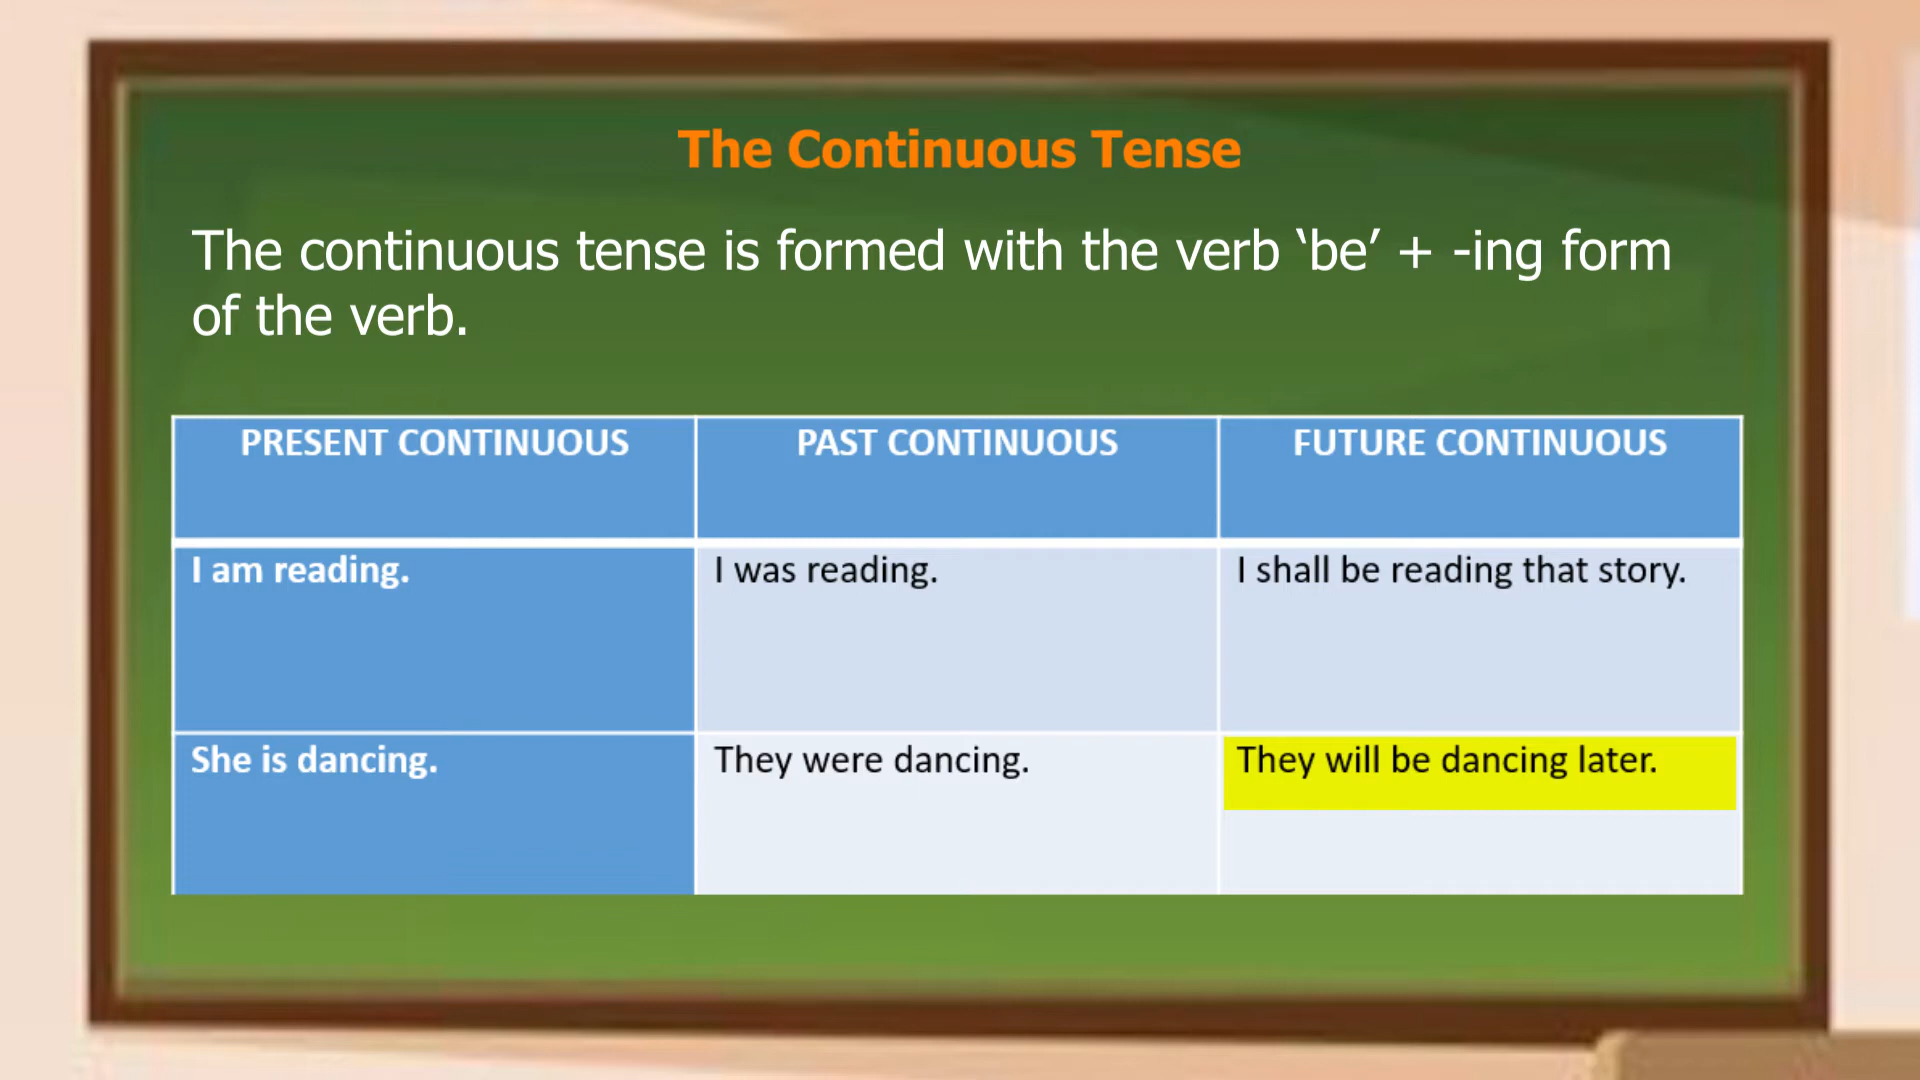 The Continuous Tense
The continuous tense is formed with the verb ‘be’ + -ing form
of the verb.
PRESENT CONTINUOUS
PAST CONTINUOUS
FUTURE CONTINUOUS
I am reading.
I was reading.
I shall be reading that story.
She is dancing.
They were dancing.
They will be dancing later.